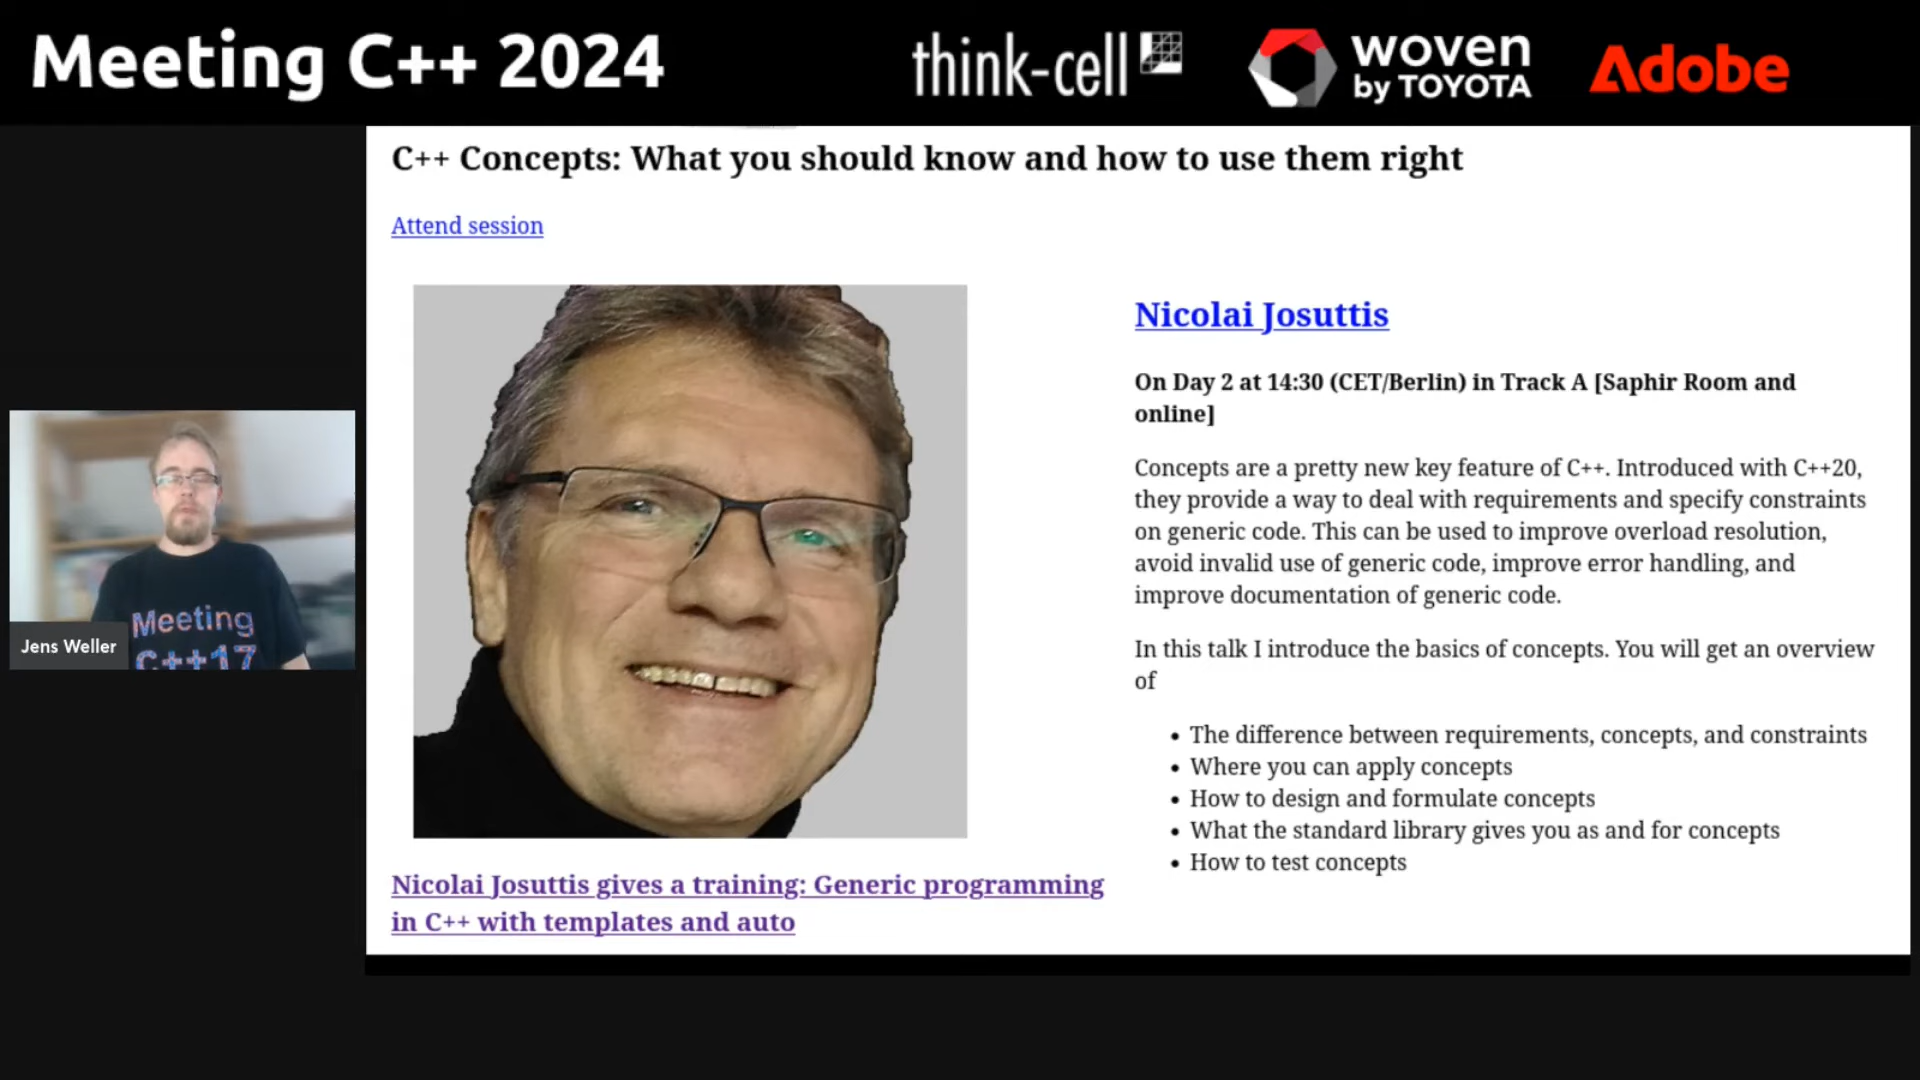 Meeting C++ 2024
think-cell
woven
by TOYOTA
Adobe
C++ Concepts: What you should know and how to use them right
Attend session
Nicolai Josuttis
On Day 2 at 14:30 (CET/Berlin) in Track A [Saphir Room and
online]
Concepts are a pretty new key feature of C++. Introduced with C++20,
they provide a way to deal with requirements and specify constraints
on generic code. This can be used to improve overload resolution,
avoid invalid use of generic code, improve error handling, and
improve documentation of generic code.
In this talk I introduce the basics of concepts. You will get an overview
of
• The difference between requirements, concepts, and constraints
• Where you can apply concepts
• How to design and formulate concepts
• What the standard library gives you as and for concepts
• How to test concepts
Nicolai Josuttis gives a training: Generic programming
in C++ with templates and auto
Meeting
C++17
Jens Weller